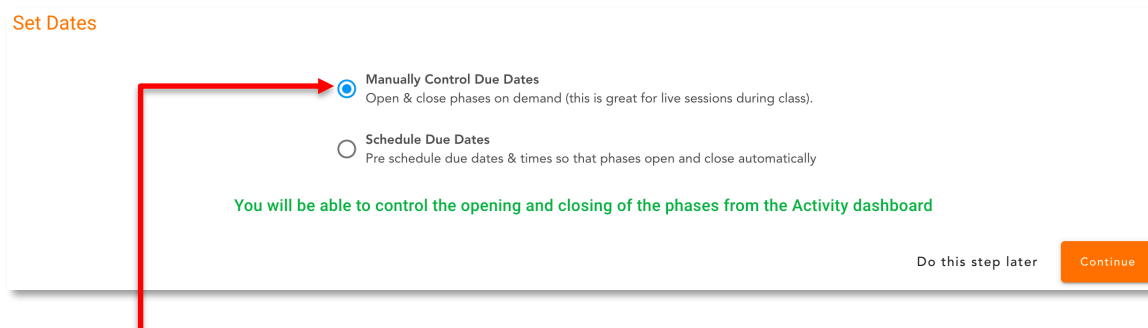 Set Dates
Manually Control Due Dates
Open & close phases on demand (this is great for live sessions during class).
Schedule Due Dates
Pre schedule due dates & times so that phases open and close automatically
You will be able to control the opening and closing of the phases from the Activity dashboard
Do this step later
Continue